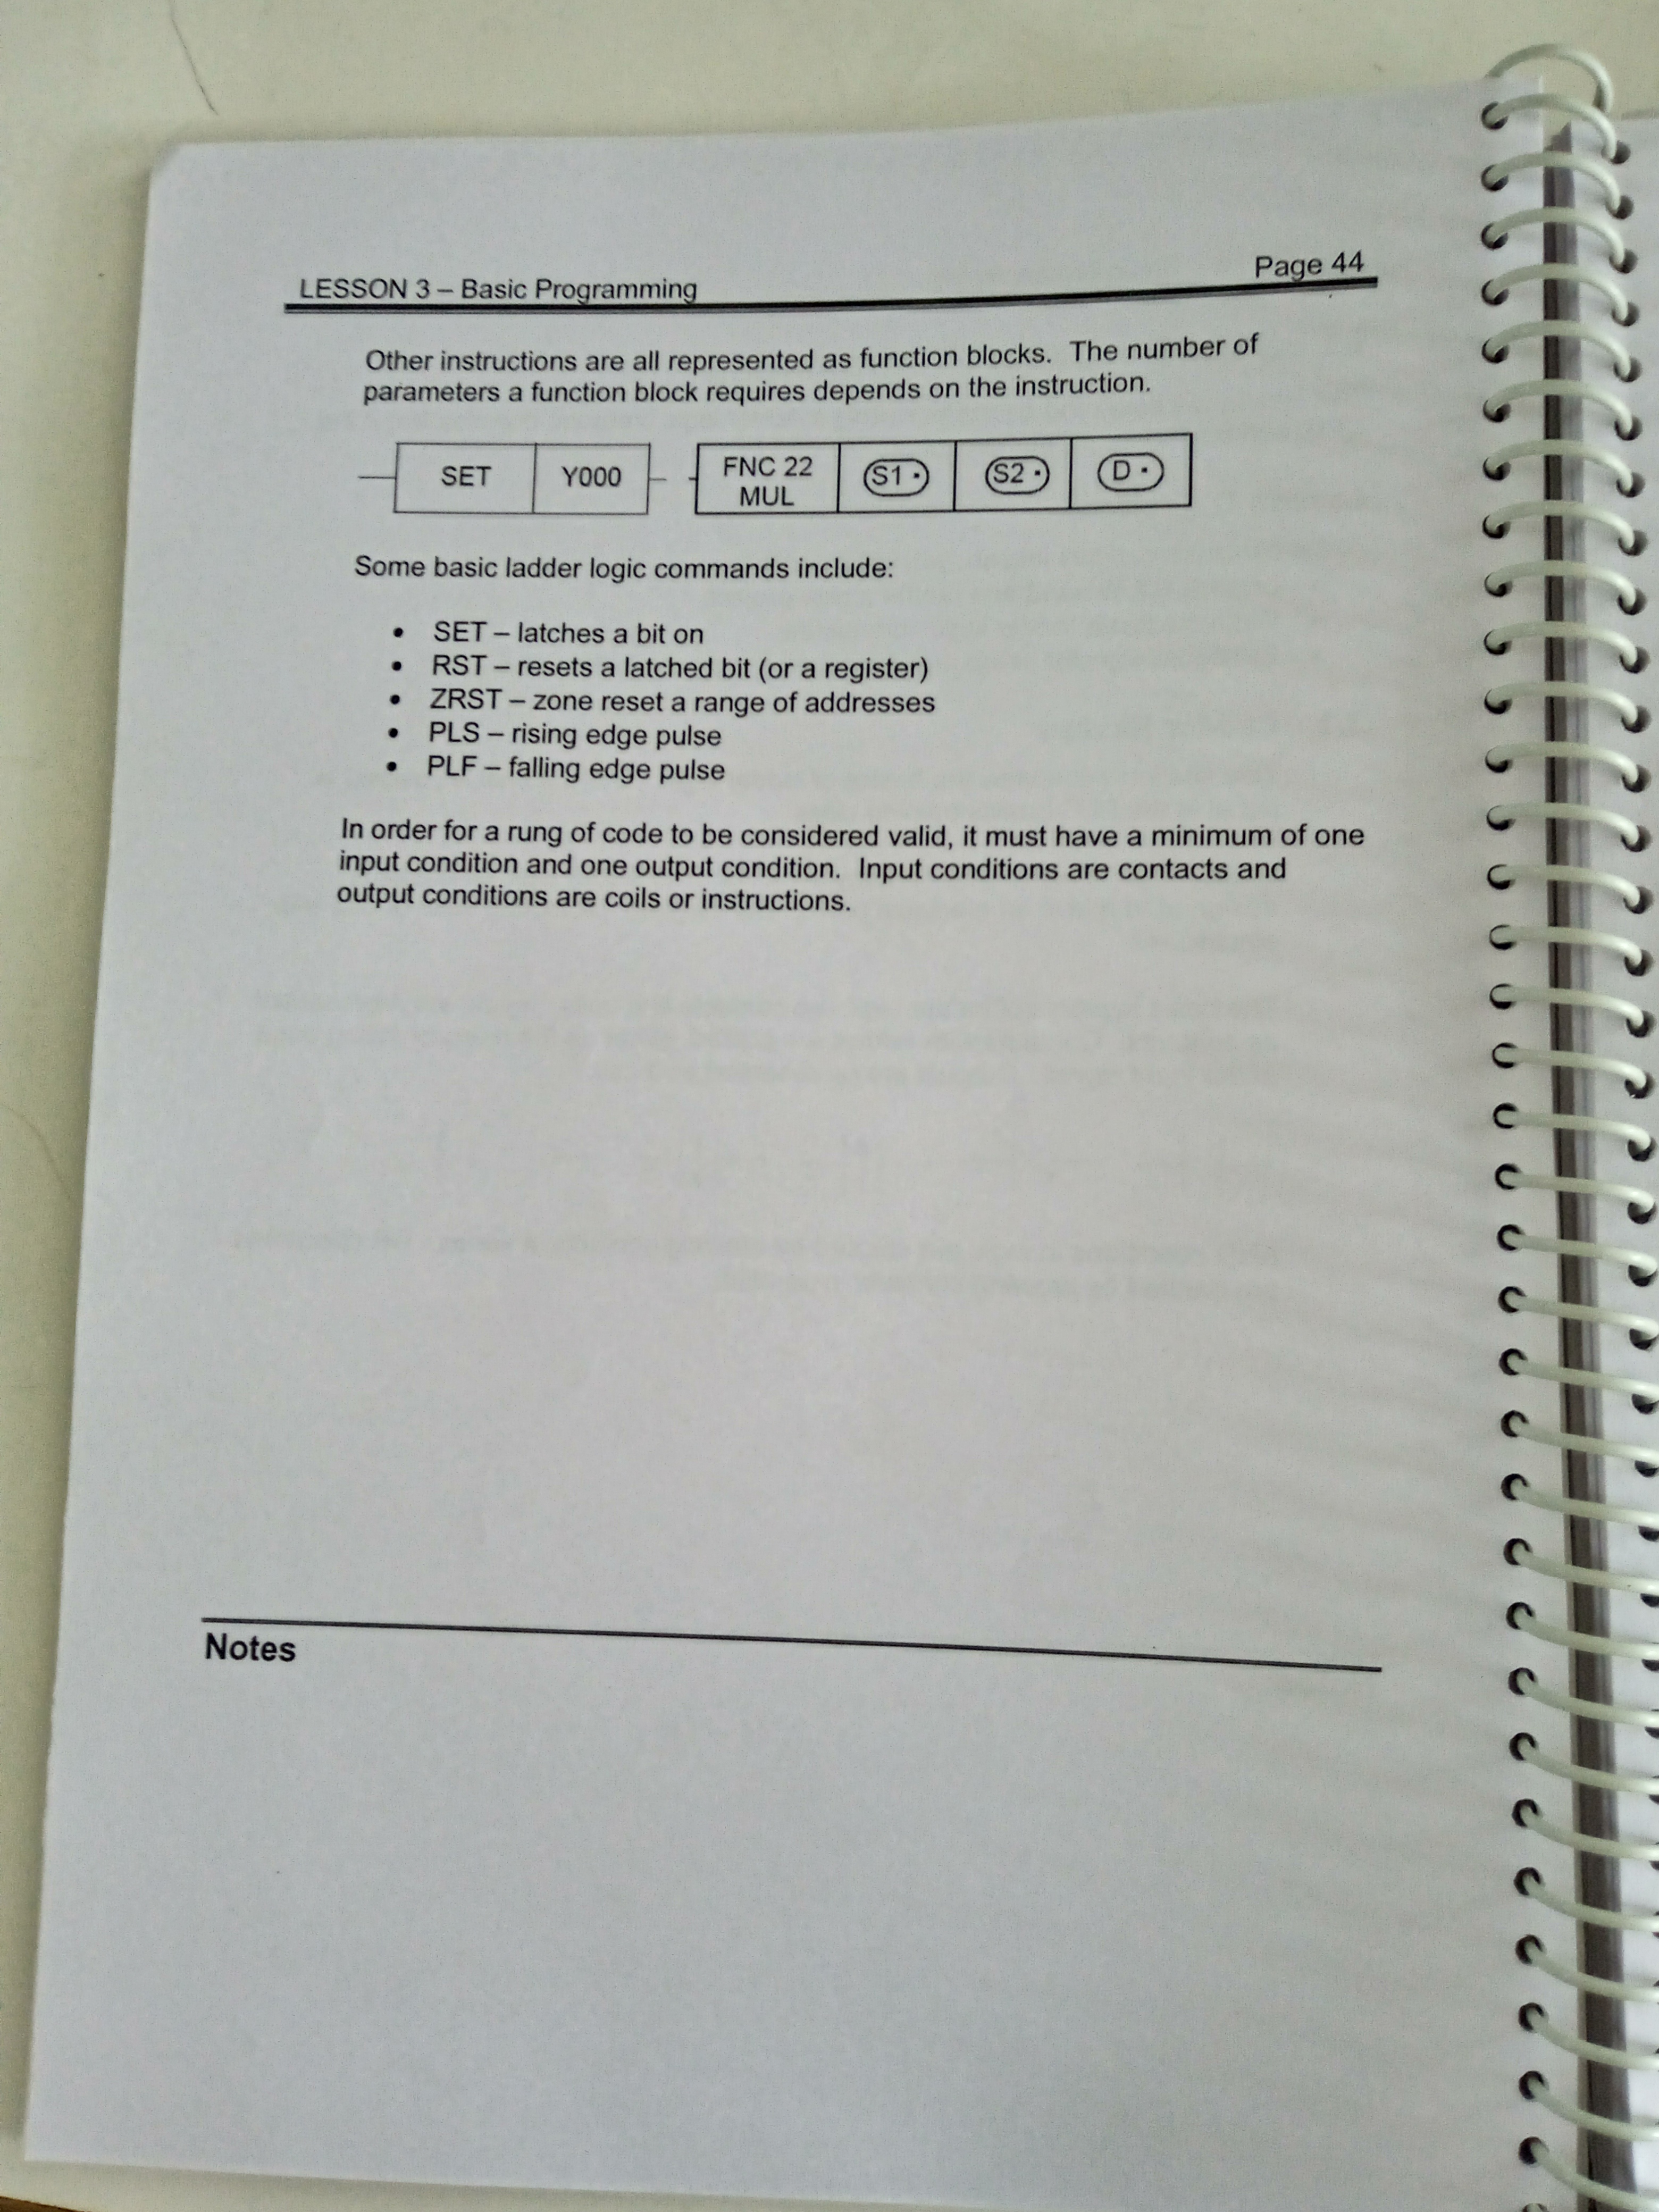 LESSON 3 – Basic Programming
Page 44
Other instructions are all represented as function blocks. The number of
parameters a function block requires depends on the instruction.
SET Y000 FNC 22 MUL S1 · S2 · D ·
Some basic ladder logic commands include:
• SET – latches a bit on
• RST – resets a latched bit (or a register)
• ZRST – zone reset a range of addresses
• PLS – rising edge pulse
• PLF – falling edge pulse
In order for a rung of code to be considered valid, it must have a minimum of one
input condition and one output condition. Input conditions are contacts and
output conditions are coils or instructions.
Notes